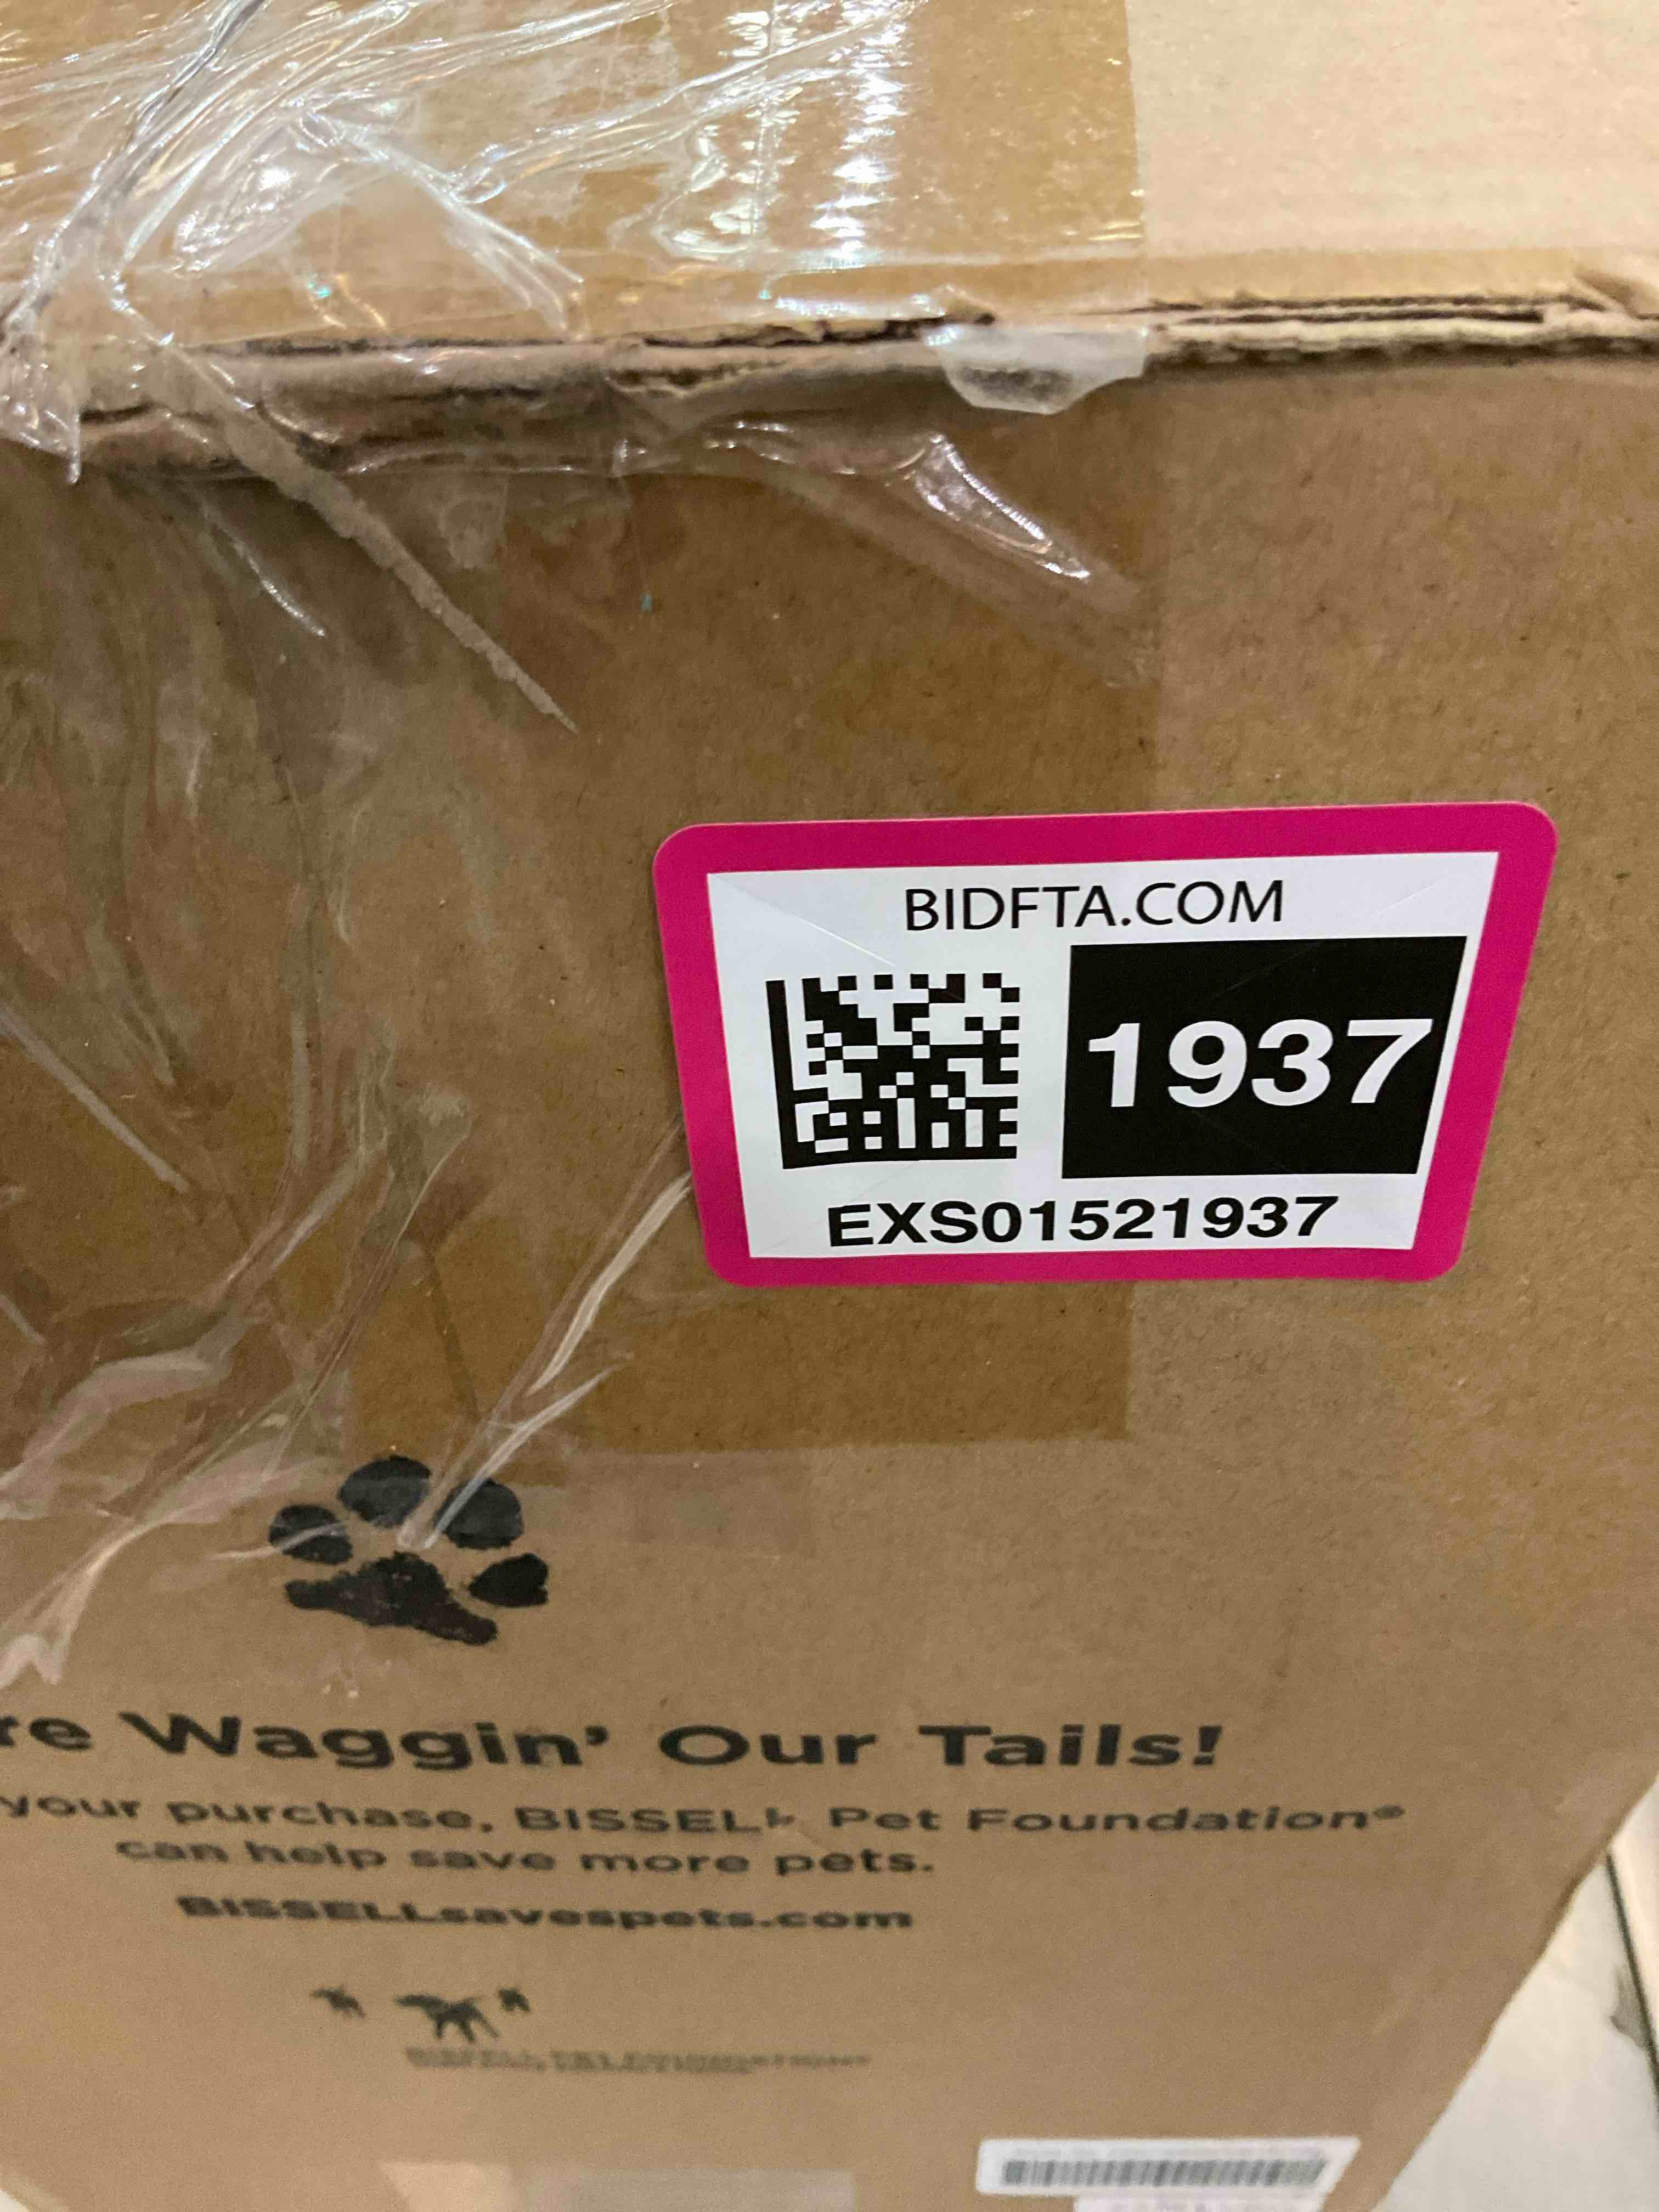 BIDFTA.COM
1937
EXS01521937
re Waggin' Our Tails!
your purchase, BISSELL Pet Foundation®
can help save more pets.
BISSELLsavespets.com